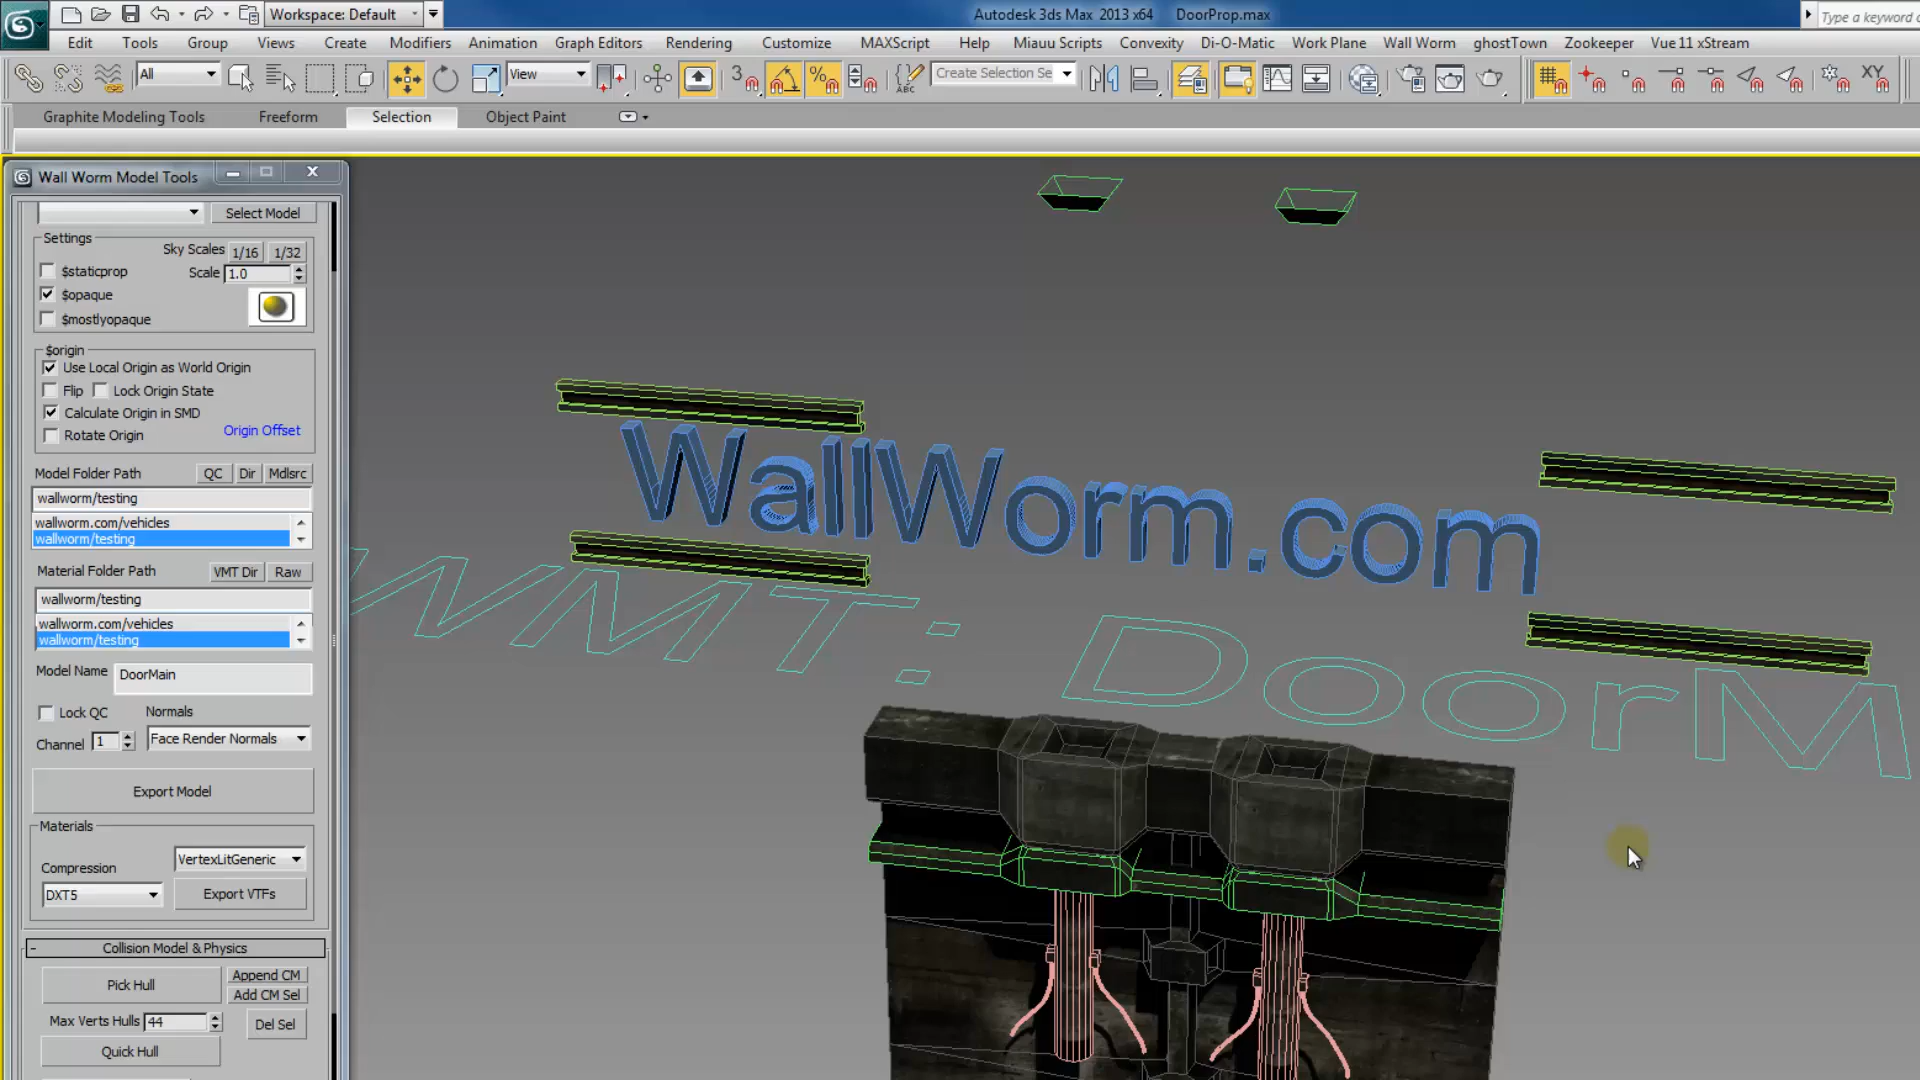 Workspace: Default
Autodesk 3ds Max 2013 x64 DoorProp.max
Type a keyword
Edit Tools Group Views Create Modifiers Animation Graph Editors Rendering Customize MAXScript Help Miauu Scripts Convexity Di-O-Matic Work Plane Wall Worm ghostTown Zookeeper Vue 11 xStream
All View 3 % ABC Create Selection Se XY
Graphite Modeling Tools Freeform Selection Object Paint
Wall Worm Model Tools
Select Model
Settings
Sky Scales 1/16 1/32
$staticprop Scale 1.0
$opaque
$mostlyopaque
$origin
Use Local Origin as World Origin
Flip Lock Origin State
Calculate Origin in SMD
Rotate Origin Origin Offset
Model Folder Path QC Dir Mdlsrc
wallworm/testing
wallworm.com/vehicles
wallworm/testing
Material Folder Path VMT Dir Raw
wallworm/testing
wallworm.com/vehicles
wallworm/testing
Model Name DoorMain
Lock QC Normals
Channel 1 Face Render Normals
Export Model
Materials
Compression VertexLitGeneric
DXT5 Export VTFs
- Collision Model & Physics
Pick Hull Append CM
Add CM Sel
Max Verts Hulls 44 Del Sel
Quick Hull
WallWorm.com
WMT: DoorM